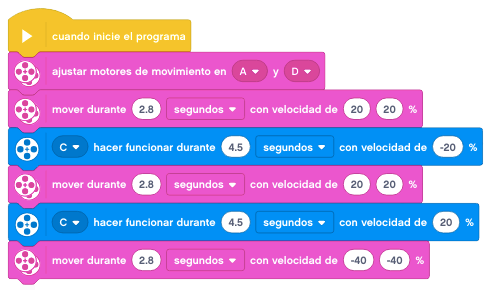 cuando inicie el programa
ajustar motores de movimiento en A y D
mover durante 2.8 segundos con velocidad de 20 20 %
C hacer funcionar durante 4.5 segundos con velocidad de -20 %
mover durante 2.8 segundos con velocidad de 20 20 %
C hacer funcionar durante 4.5 segundos con velocidad de 20 %
mover durante 2.8 segundos con velocidad de -40 -40 %